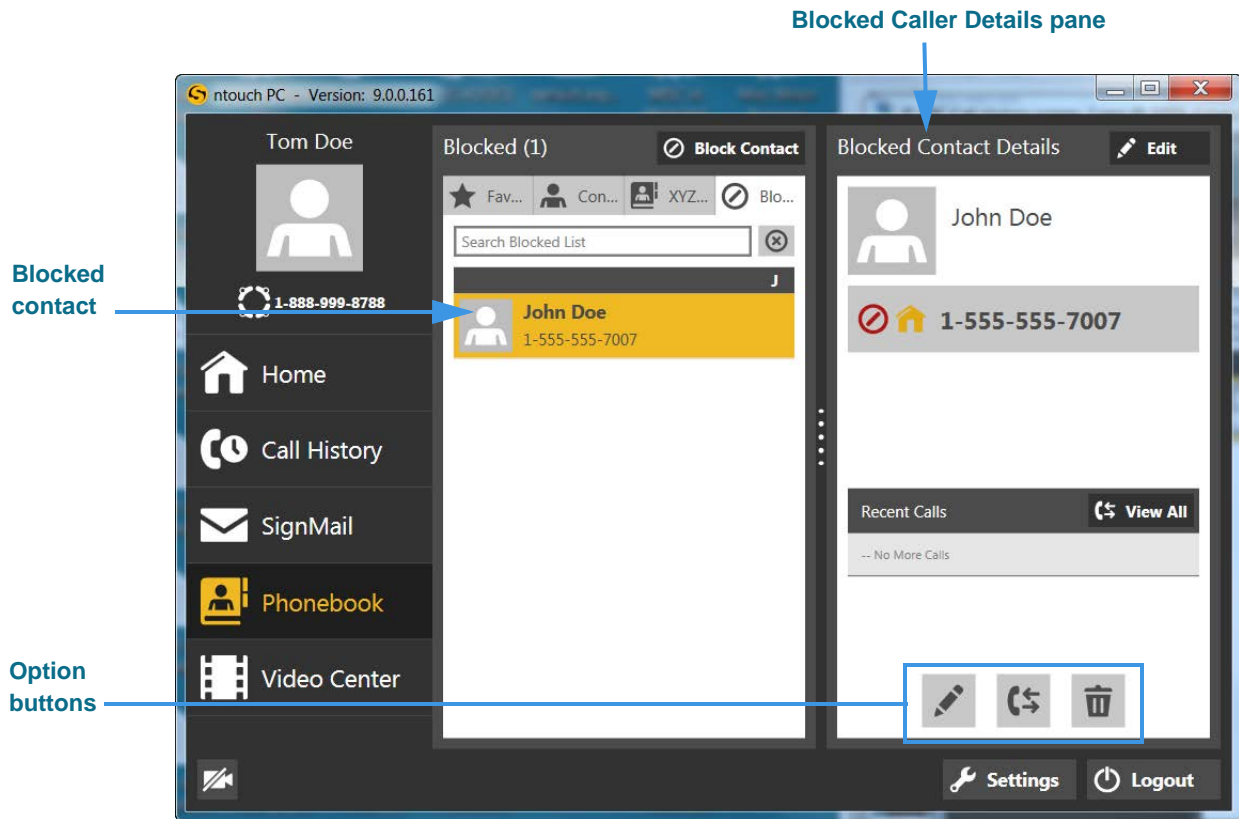 Blocked Caller Details pane
ntouch PC - Version: 9.0.0.161
Tom Doe
1-888-999-8788
Home
Call History
SignMail
Phonebook
Video Center
Blocked (1)
Block Contact
Fav...
Con...
XYZ...
Blo...
Search Blocked List
J
John Doe
1-555-555-7007
Blocked Contact Details
Edit
John Doe
1-555-555-7007
Recent Calls
View All
-- No More Calls
Settings
Logout
Blocked
contact
Option
buttons